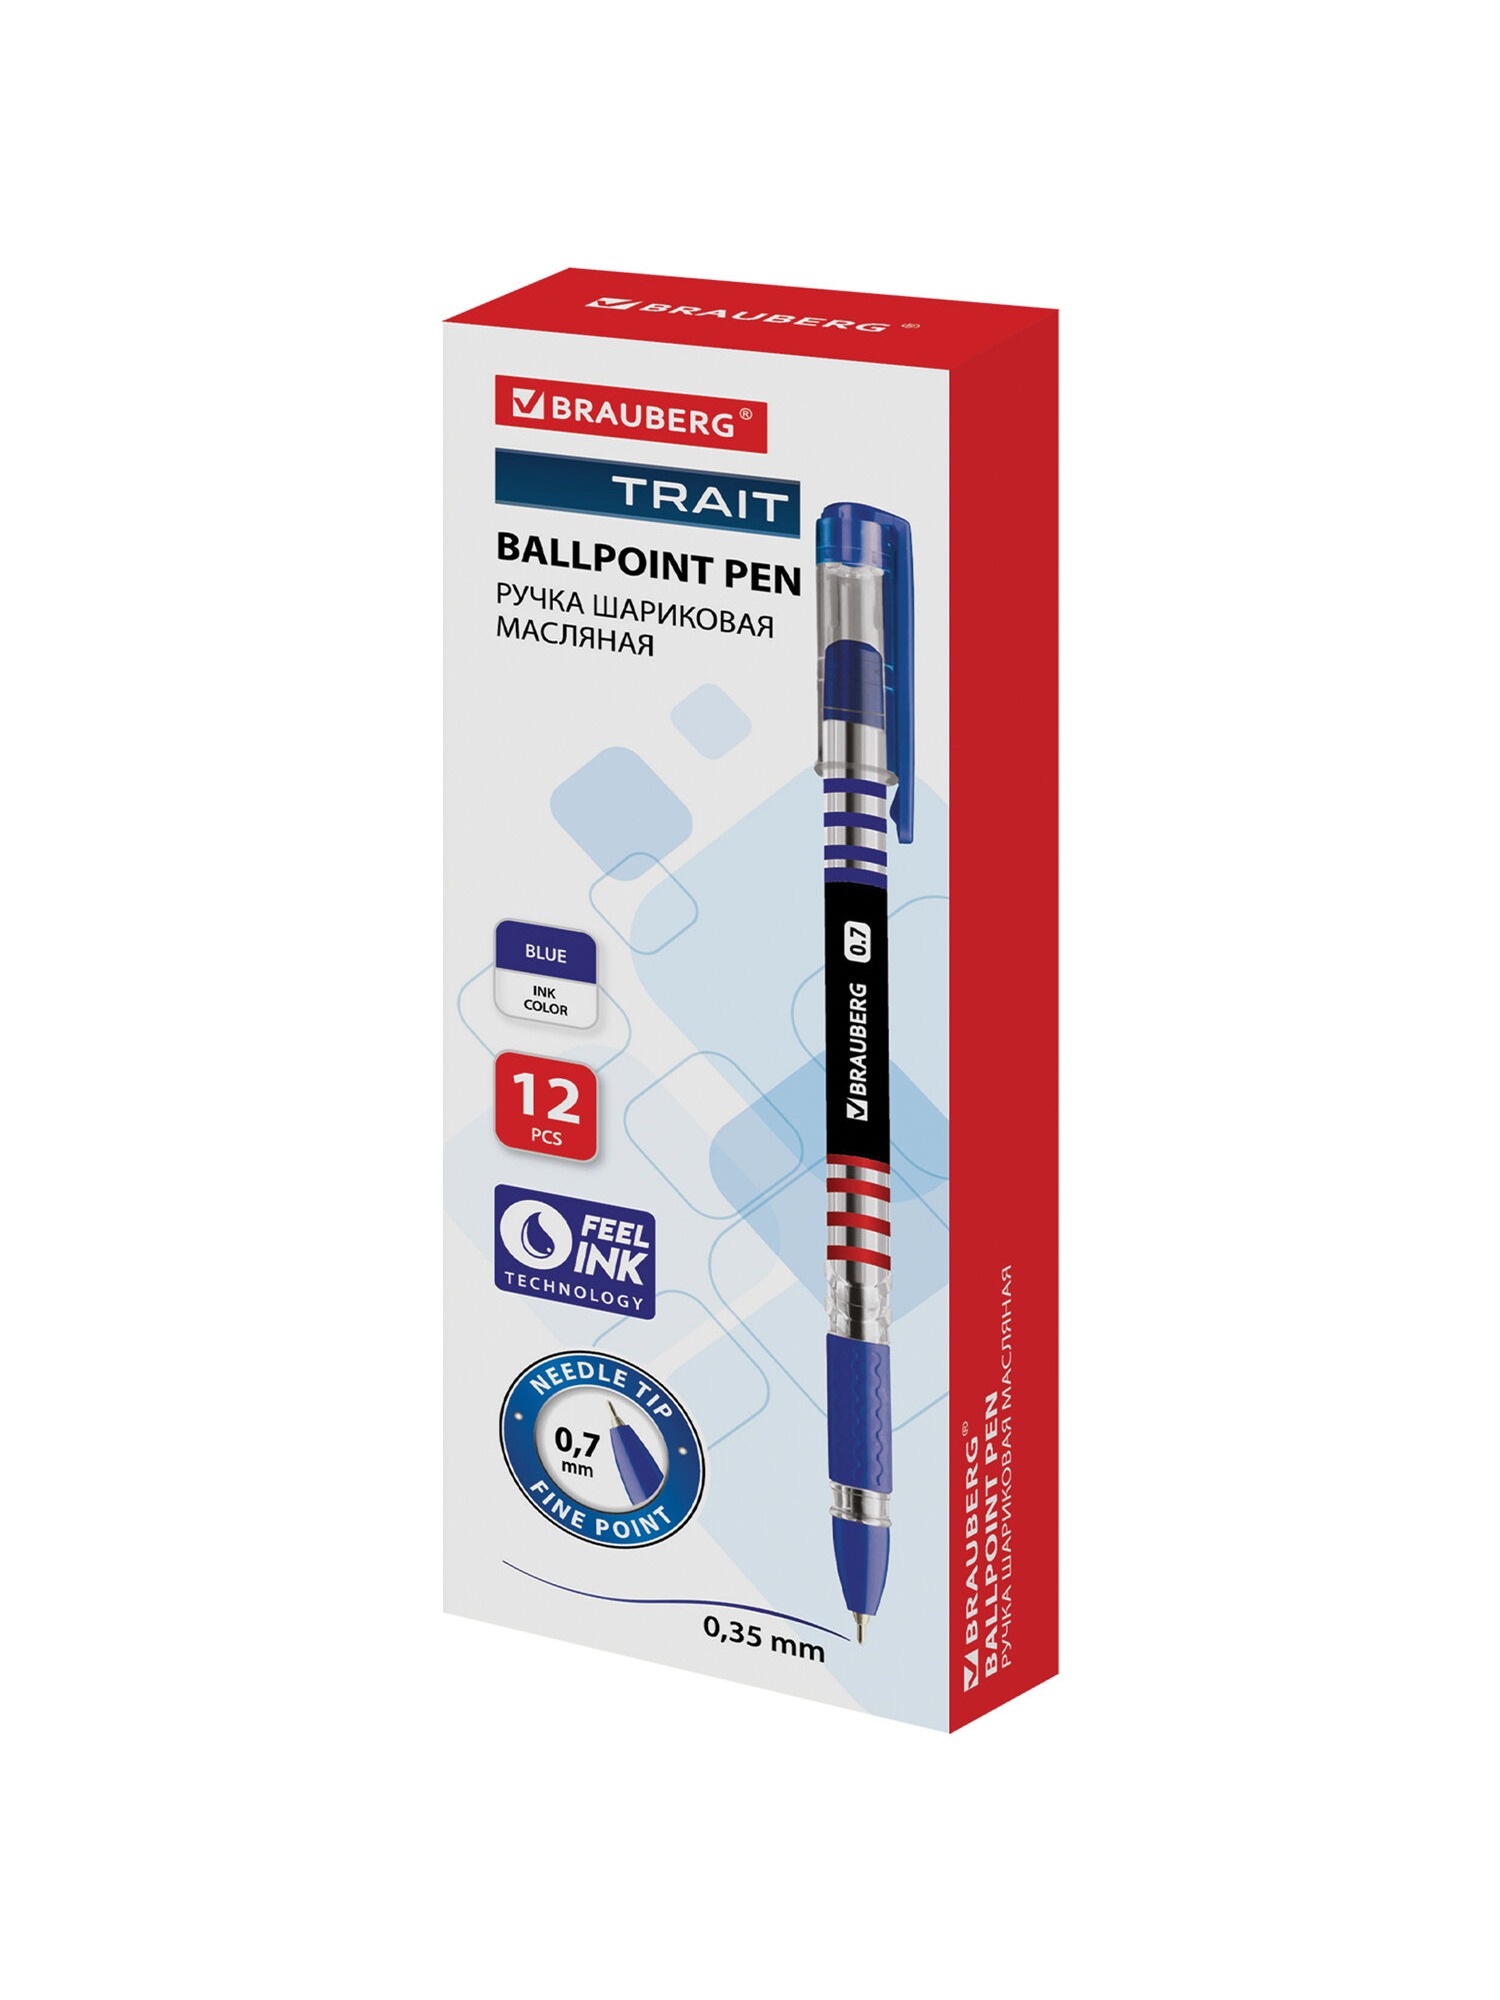 BRAUBERG ®
BRAUBERG ®
TRAIT
BALLPOINT PEN
РУЧКА ШАРИКОВАЯ
МАСЛЯНАЯ
BLUE
INK
COLOR
12
PCS
FEEL
INK
TECHNOLOGY
NEEDLE TIP
0,7
mm
FINE POINT
0,35 mm
BRAUBERG 0.7
BRAUBERG ®
BALLPOINT PEN
РУЧКА ШАРИКОВАЯ МАСЛЯНАЯ